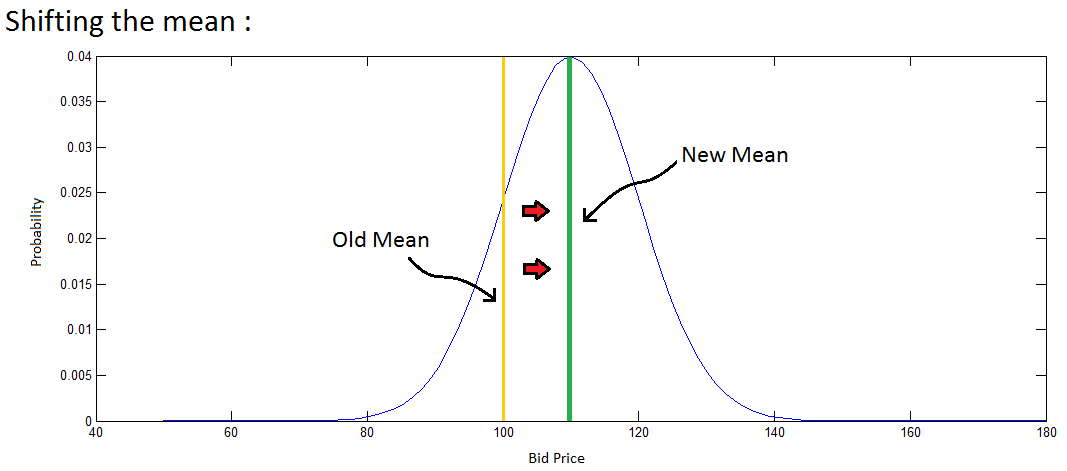 Shifting the mean :
0.04
0.035
0.03
0.025
0.02
0.015
0.01
0.005
0
Probability
New Mean
Old Mean
40 60 80 100 120 140 160 180
Bid Price